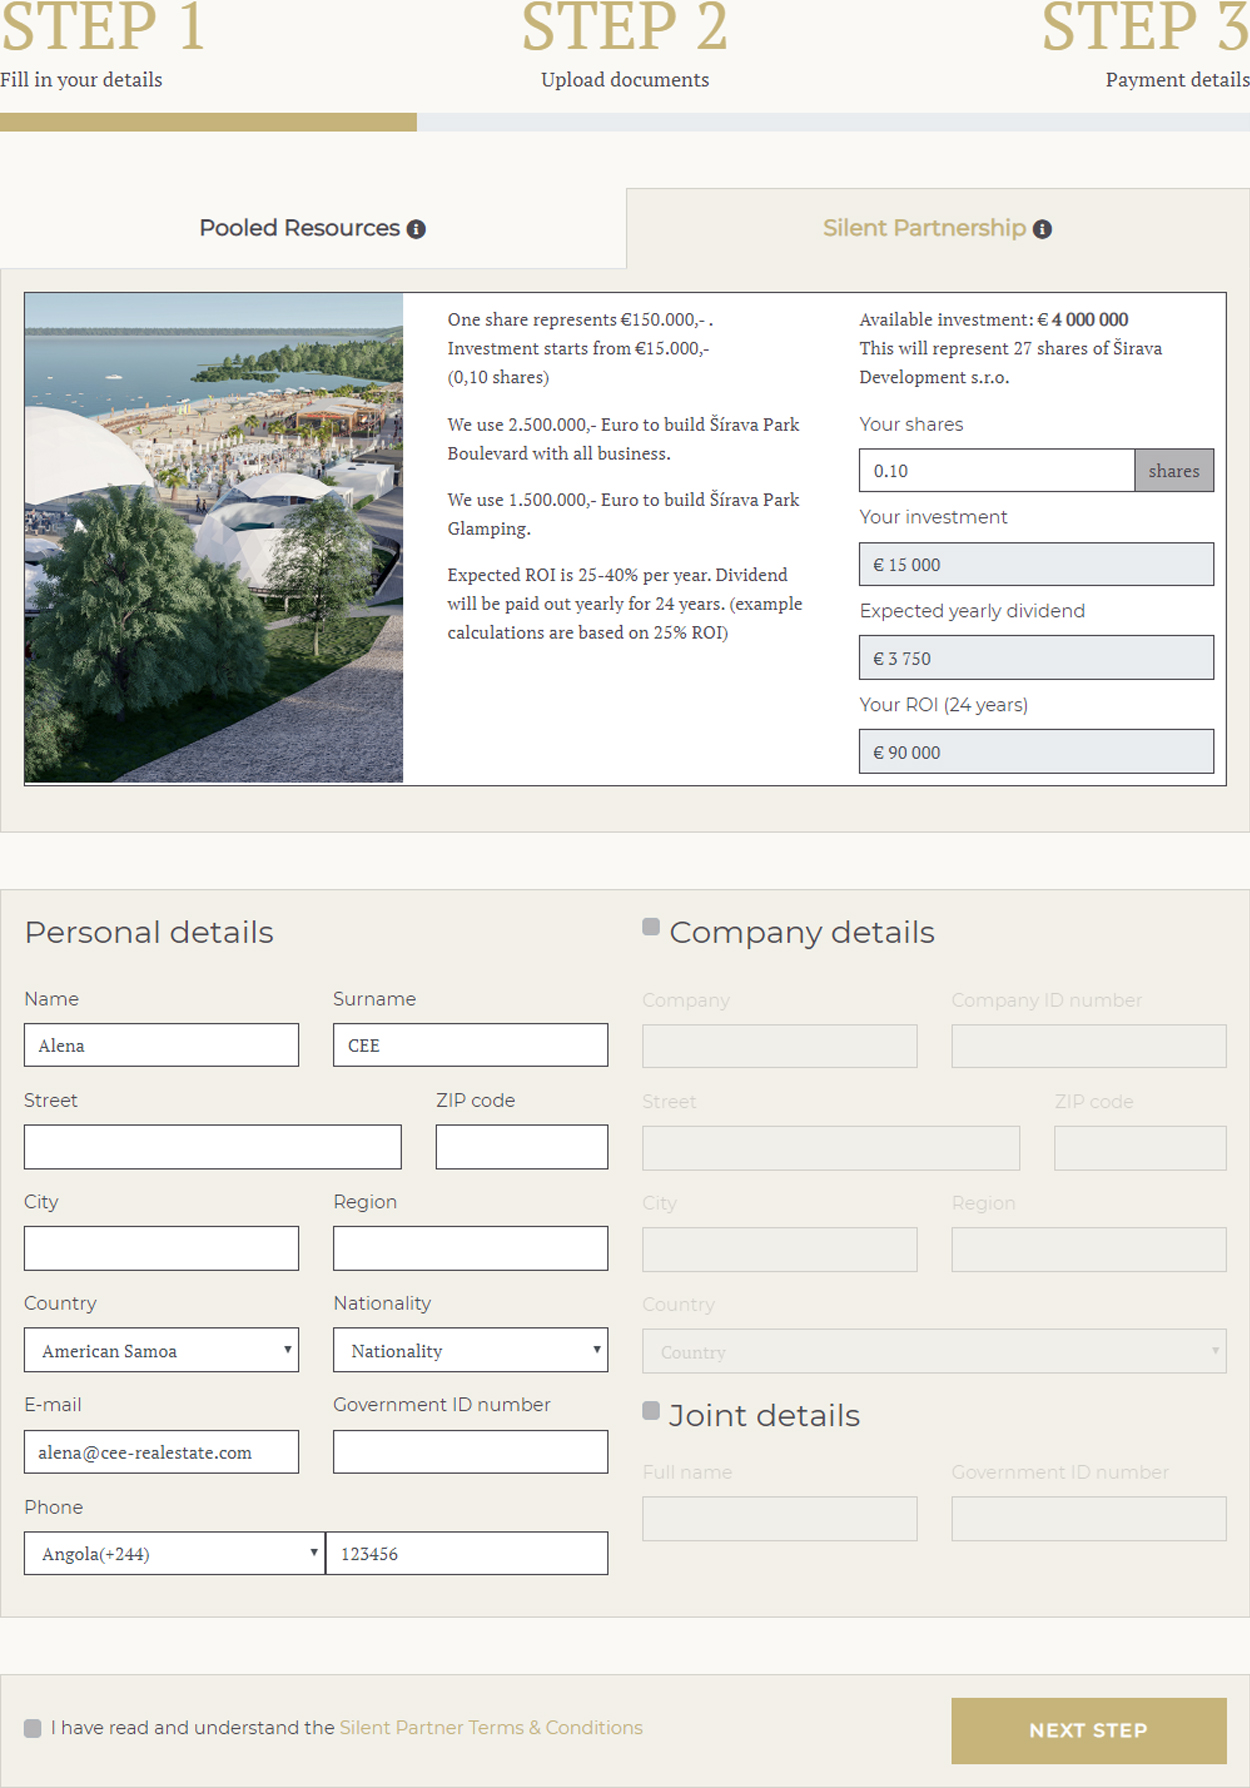 STEP 1
Fill in your details
STEP 2
Upload documents
STEP 3
Payment details
Pooled Resources
Silent Partnership
One share represents €150.000,- .
Investment starts from €15.000,-
(0,10 shares)
We use 2.500.000,- Euro to build Šírava Park
Boulevard with all business.
We use 1.500.000,- Euro to build Šírava Park
Glamping.
Expected ROI is 25-40% per year. Dividend
will be paid out yearly for 24 years. (example
calculations are based on 25% ROI)
Available investment: € 4 000 000
This will represent 27 shares of Širava
Development s.r.o.
Your shares
0.10 shares
Your investment
€ 15 000
Expected yearly dividend
€ 3 750
Your ROI (24 years)
€ 90 000
Personal details
Name Surname
Alena CEE
Street ZIP code
City Region
Country Nationality
American Samoa Nationality
E-mail Government ID number
alena@cee-realestate.com
Phone
Angola(+244) 123456
Company details
Company Company ID number
Street ZIP code
City Region
Country
Country
Joint details
Full name Government ID number
I have read and understand the Silent Partner Terms & Conditions
NEXT STEP